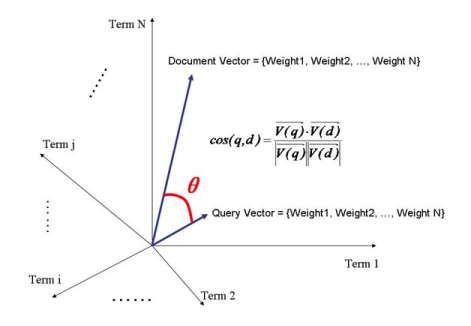 Term N
Document Vector = {Weight1, Weight2, …, Weight N}
cos(q,d) = V(q)·V(d) / |V(q)||V(d)|
Term j
θ
Query Vector = {Weight1, Weight2, …, Weight N}
Term 1
Term i
Term 2